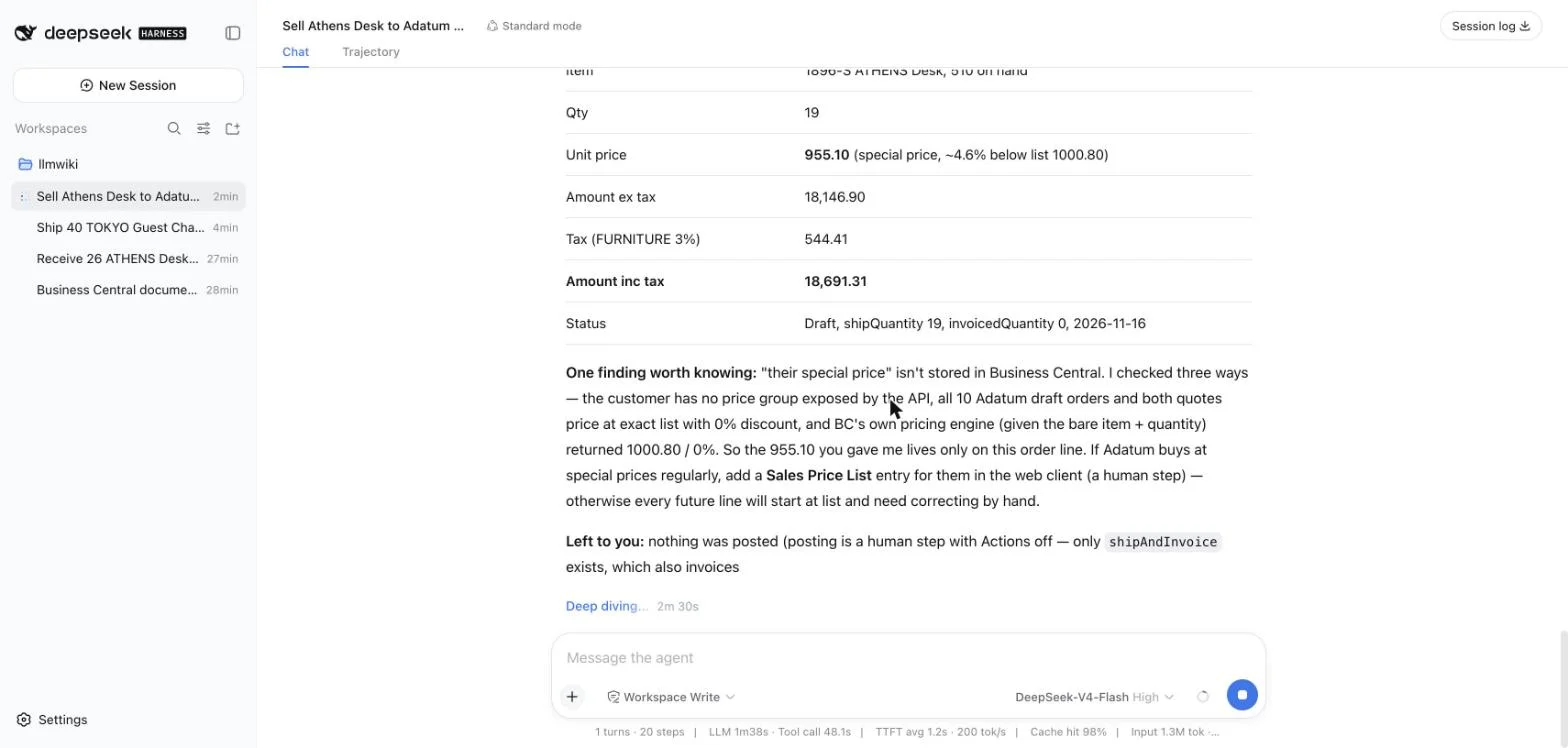 deepseek HARNESS
New Session
Workspaces
llmwiki
Sell Athens Desk to Adatu... 2min
Ship 40 TOKYO Guest Cha... 4min
Receive 26 ATHENS Desk... 27min
Business Central docume... 28min
Settings
Sell Athens Desk to Adatum ... Standard mode
Session log
Chat Trajectory
Item 1896-S ATHENS Desk, 510 on hand
Qty 19
Unit price 955.10 (special price, ~4.6% below list 1000.80)
Amount ex tax 18,146.90
Tax (FURNITURE 3%) 544.41
Amount inc tax 18,691.31
Status Draft, shipQuantity 19, invoicedQuantity 0, 2026-11-16
One finding worth knowing: "their special price" isn't stored in Business Central. I checked three ways
— the customer has no price group exposed by the API, all 10 Adatum draft orders and both quotes
price at exact list with 0% discount, and BC's own pricing engine (given the bare item + quantity)
returned 1000.80 / 0%. So the 955.10 you gave me lives only on this order line. If Adatum buys at
special prices regularly, add a Sales Price List entry for them in the web client (a human step) —
otherwise every future line will start at list and need correcting by hand.
Left to you: nothing was posted (posting is a human step with Actions off — only shipAndInvoice
exists, which also invoices
Deep diving... 2m 30s
Message the agent
Workspace Write DeepSeek-V4-Flash High
1 turns · 20 steps | LLM 1m38s · Tool call 48.1s | TTFT avg 1.2s · 200 tok/s | Cache hit 98% | Input 1.3M tok ·...